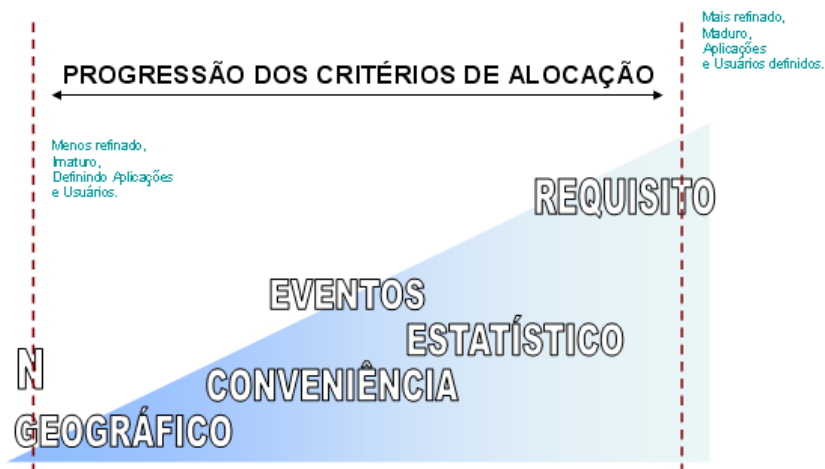 Mais refinado,
Maduro,
Aplicações
e Usuários definidos.
PROGRESSÃO DOS CRITÉRIOS DE ALOCAÇÃO
Menos refinado,
Imaturo,
Definindo Aplicações
e Usuários.
REQUISITO
EVENTOS
ESTATÍSTICO
N
CONVENIÊNCIA
GEOGRÁFICO